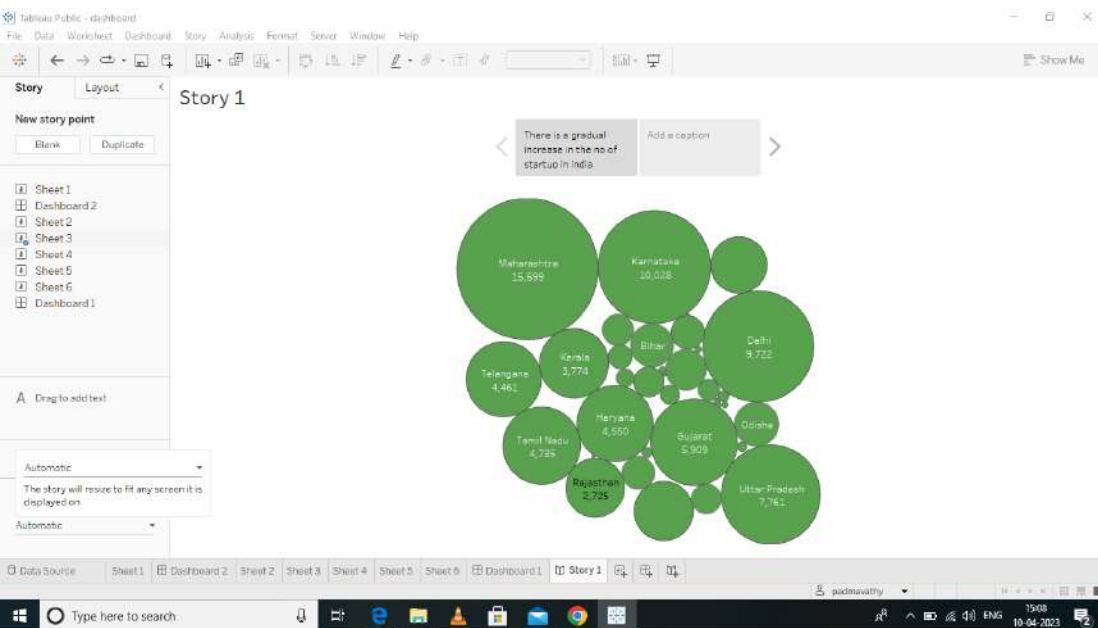 Tableau Public - dashboard
File Data Worksheet Dashboard Story Analysis Format Server Window Help
Show Me
Story Layout
Story 1
New story point
Blank Duplicate
There is a gradual
increase in the no of
startup in India
Add a caption
Sheet 1
Dashboard 2
Sheet 2
Sheet 3
Sheet 4
Sheet 5
Sheet 6
Dashboard 1
Maharashtra
15,699
Karnataka
10,028
Delhi
9,722
Bihar
Kerala
3,774
Telangana
4,461
Haryana
4,550
Tamil Nadu
4,735
Gujarat
5,909
Odisha
Rajasthan
2,725
Uttar Pradesh
7,761
A Drag to add text
Automatic
The story will resize to fit any screen it is
displayed on
Automatic
Data Source Sheet 1 Dashboard 2 Sheet 2 Sheet 3 Sheet 4 Sheet 5 Sheet 6 Dashboard 1 Story 1
padmavathy
Type here to search
ENG
15:08
10-04-2023
2